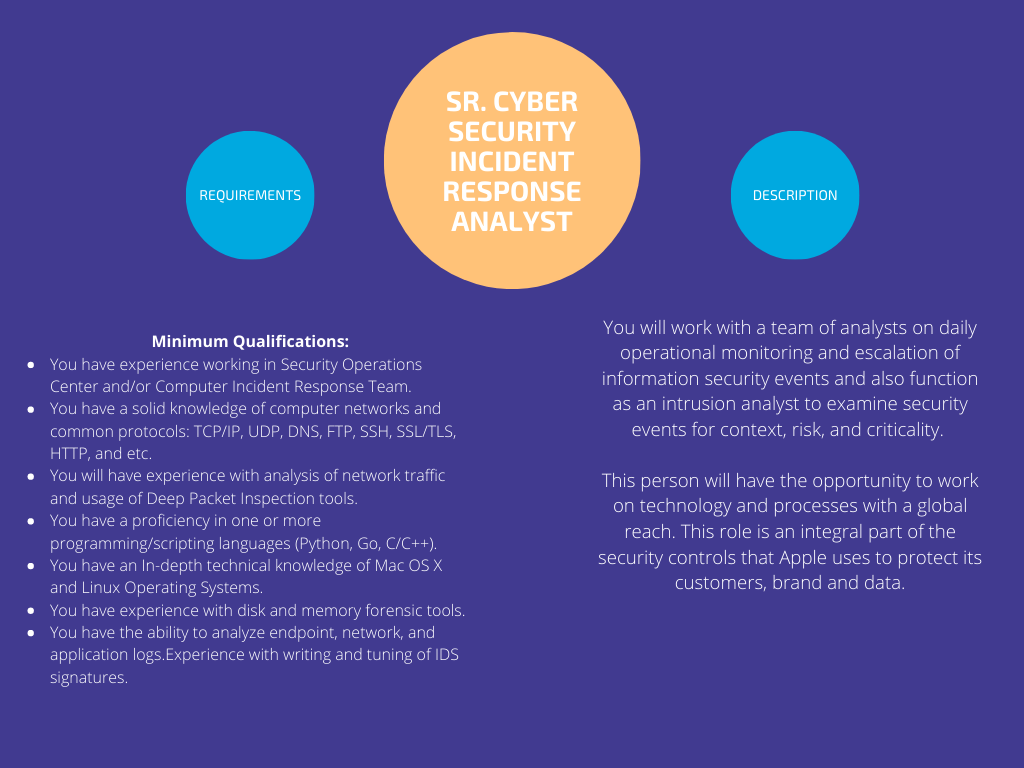 SR. CYBER
SECURITY
INCIDENT
RESPONSE
ANALYST
REQUIREMENTS
DESCRIPTION
Minimum Qualifications:
• You have experience working in Security Operations
Center and/or Computer Incident Response Team.
• You have a solid knowledge of computer networks and
common protocols: TCP/IP, UDP, DNS, FTP, SSH, SSL/TLS,
HTTP, and etc.
• You will have experience with analysis of network traffic
and usage of Deep Packet Inspection tools.
• You have a proficiency in one or more
programming/scripting languages (Python, Go, C/C++).
• You have an In-depth technical knowledge of Mac OS X
and Linux Operating Systems.
• You have experience with disk and memory forensic tools.
• You have the ability to analyze endpoint, network, and
application logs.Experience with writing and tuning of IDS
signatures.
You will work with a team of analysts on daily
operational monitoring and escalation of
information security events and also function
as an intrusion analyst to examine security
events for context, risk, and criticality.
This person will have the opportunity to work
on technology and processes with a global
reach. This role is an integral part of the
security controls that Apple uses to protect its
customers, brand and data.